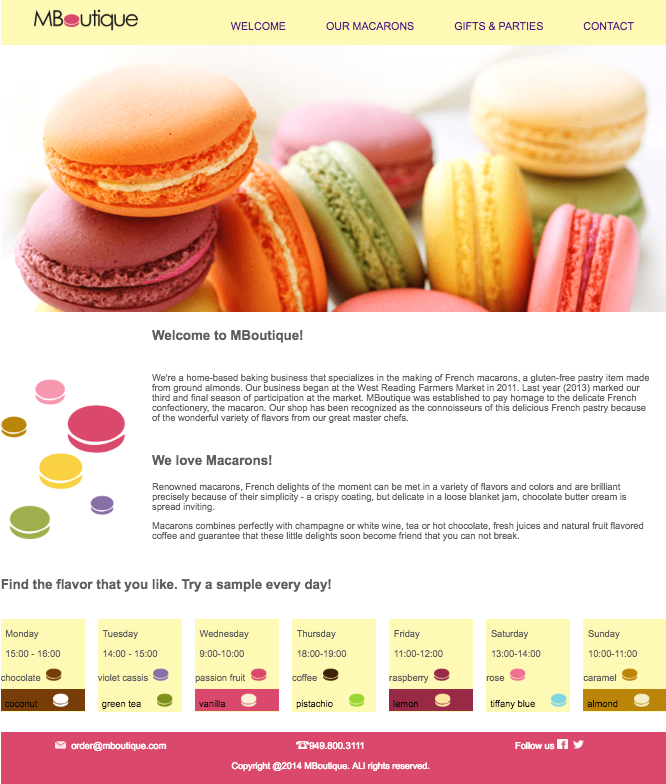 MBoutique
WELCOME OUR MACARONS GIFTS & PARTIES CONTACT
Welcome to MBoutique!
We're a home-based baking business that specializes in the making of French macarons, a gluten-free pastry item made
from ground almonds. Our business began at the West Reading Farmers Market in 2011. Last year (2013) marked our
third and final season of participation at the market. MBoutique was established to pay homage to the delicate French
confectionery, the macaron. Our shop has been recognized as the connoisseurs of this delicious French pastry because
of the wonderful variety of flavors from our great master chefs.
We love Macarons!
Renowned macarons, French delights of the moment can be met in a variety of flavors and colors and are brilliant
precisely because of their simplicity - a crispy coating, but delicate in a loose blanket jam, chocolate butter cream is
spread inviting.
Macarons combines perfectly with champagne or white wine, tea or hot chocolate, fresh juices and natural fruit flavored
coffee and guarantee that these little delights soon become friend that you can not break.
Find the flavor that you like. Try a sample every day!
Monday Tuesday Wednesday Thursday Friday Saturday Sunday
15:00 - 16:00 14:00 - 15:00 9:00-10:00 18:00-19:00 11:00-12:00 13:00-14:00 10:00-11:00
chocolate violet cassis passion fruit coffee raspberry rose caramel
coconut green tea vanilla pistachio lemon tiffany blue almond
order@mboutique.com ☎949.800.3111 Follow us
Copyright @2014 MBoutique. ALl rights reserved.